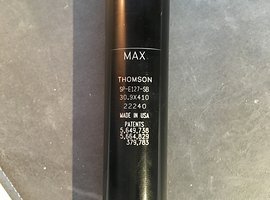 MAX
THOMSON
SP-E127-SB
30.9X410
22240
MADE IN USA
PATENTS
5,649,738
5,664,829
379,783